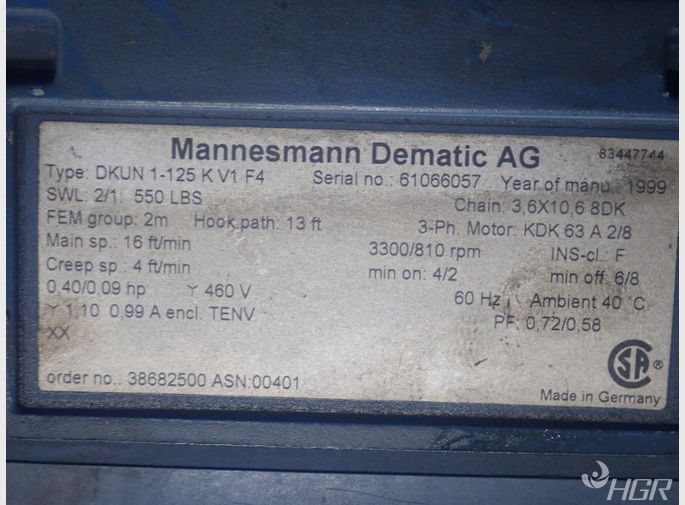 Mannesmann Dematic AG 83447744
Type: DKUN 1-125 K V1 F4 Serial no.: 61066057 Year of manu.: 1999
SWL: 2/1: 550 LBS Chain: 3,6X10,6 8DK
FEM group: 2m Hook path: 13 ft 3-Ph. Motor: KDK 63 A 2/8
Main sp.: 16 ft/min 3300/810 rpm INS-cl.: F
Creep sp.: 4 ft/min min on: 4/2 min off: 6/8
0,40/0.09 hp Y 460 V 60 Hz Ambient 40 °C
Y 1,10 0,99 A encl. TENV PF: 0,72/0,58
XX
order no.: 38682500 ASN:00401
SA ®
Made in Germany
HGR